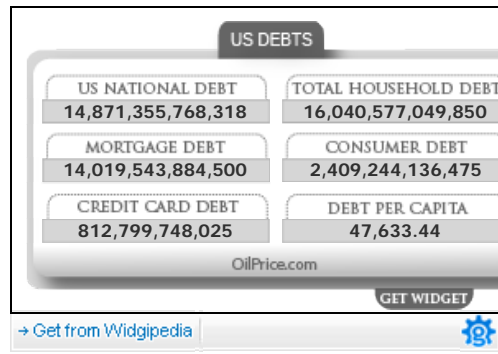 US DEBTS
US NATIONAL DEBT
14,871,355,768,318
TOTAL HOUSEHOLD DEBT
16,040,577,049,850
MORTGAGE DEBT
14,019,543,884,500
CONSUMER DEBT
2,409,244,136,475
CREDIT CARD DEBT
812,799,748,025
DEBT PER CAPITA
47,633.44
OilPrice.com
GET WIDGET
→ Get from Widgipedia